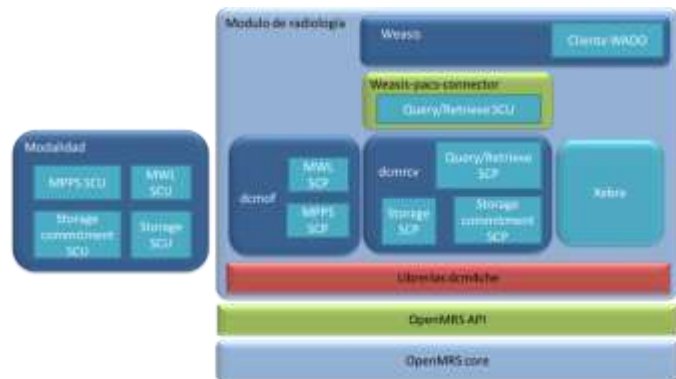 Modulo de radiología
Weasis
Cliente WADO
Weasis-pacs-connector
Query/Retrieve SCU
Modalidad
MPPS SCU
MWL
SCU
Storage
commitment
SCU
Storage
SCU
dcmof
MWL
SCP
MPPS
SCP
dcmrcv
Query/Retrieve
SCP
Storage
SCP
Storage
commitment
SCP
Xebra
Librerías dcm4che
OpenMRS API
OpenMRS core